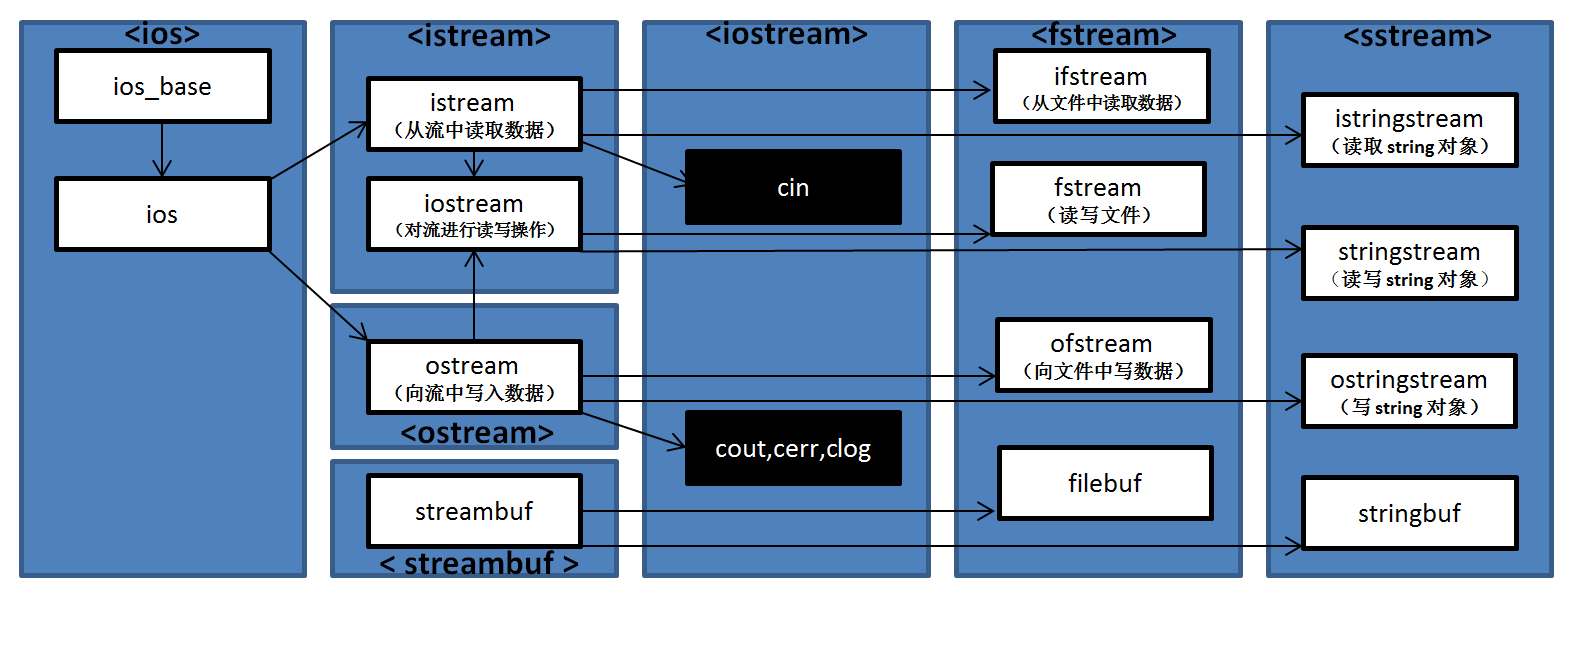 <ios>
ios_base
ios
<istream>
istream
（从流中读取数据）
iostream
（对流进行读写操作）
ostream
（向流中写入数据）
<ostream>
streambuf
< streambuf >
<iostream>
cin
cout,cerr,clog
<fstream>
ifstream
（从文件中读取数据）
fstream
（读写文件）
ofstream
（向文件中写数据）
filebuf
<sstream>
istringstream
（读取 string 对象）
stringstream
（读写 string 对象）
ostringstream
（写 string 对象）
stringbuf